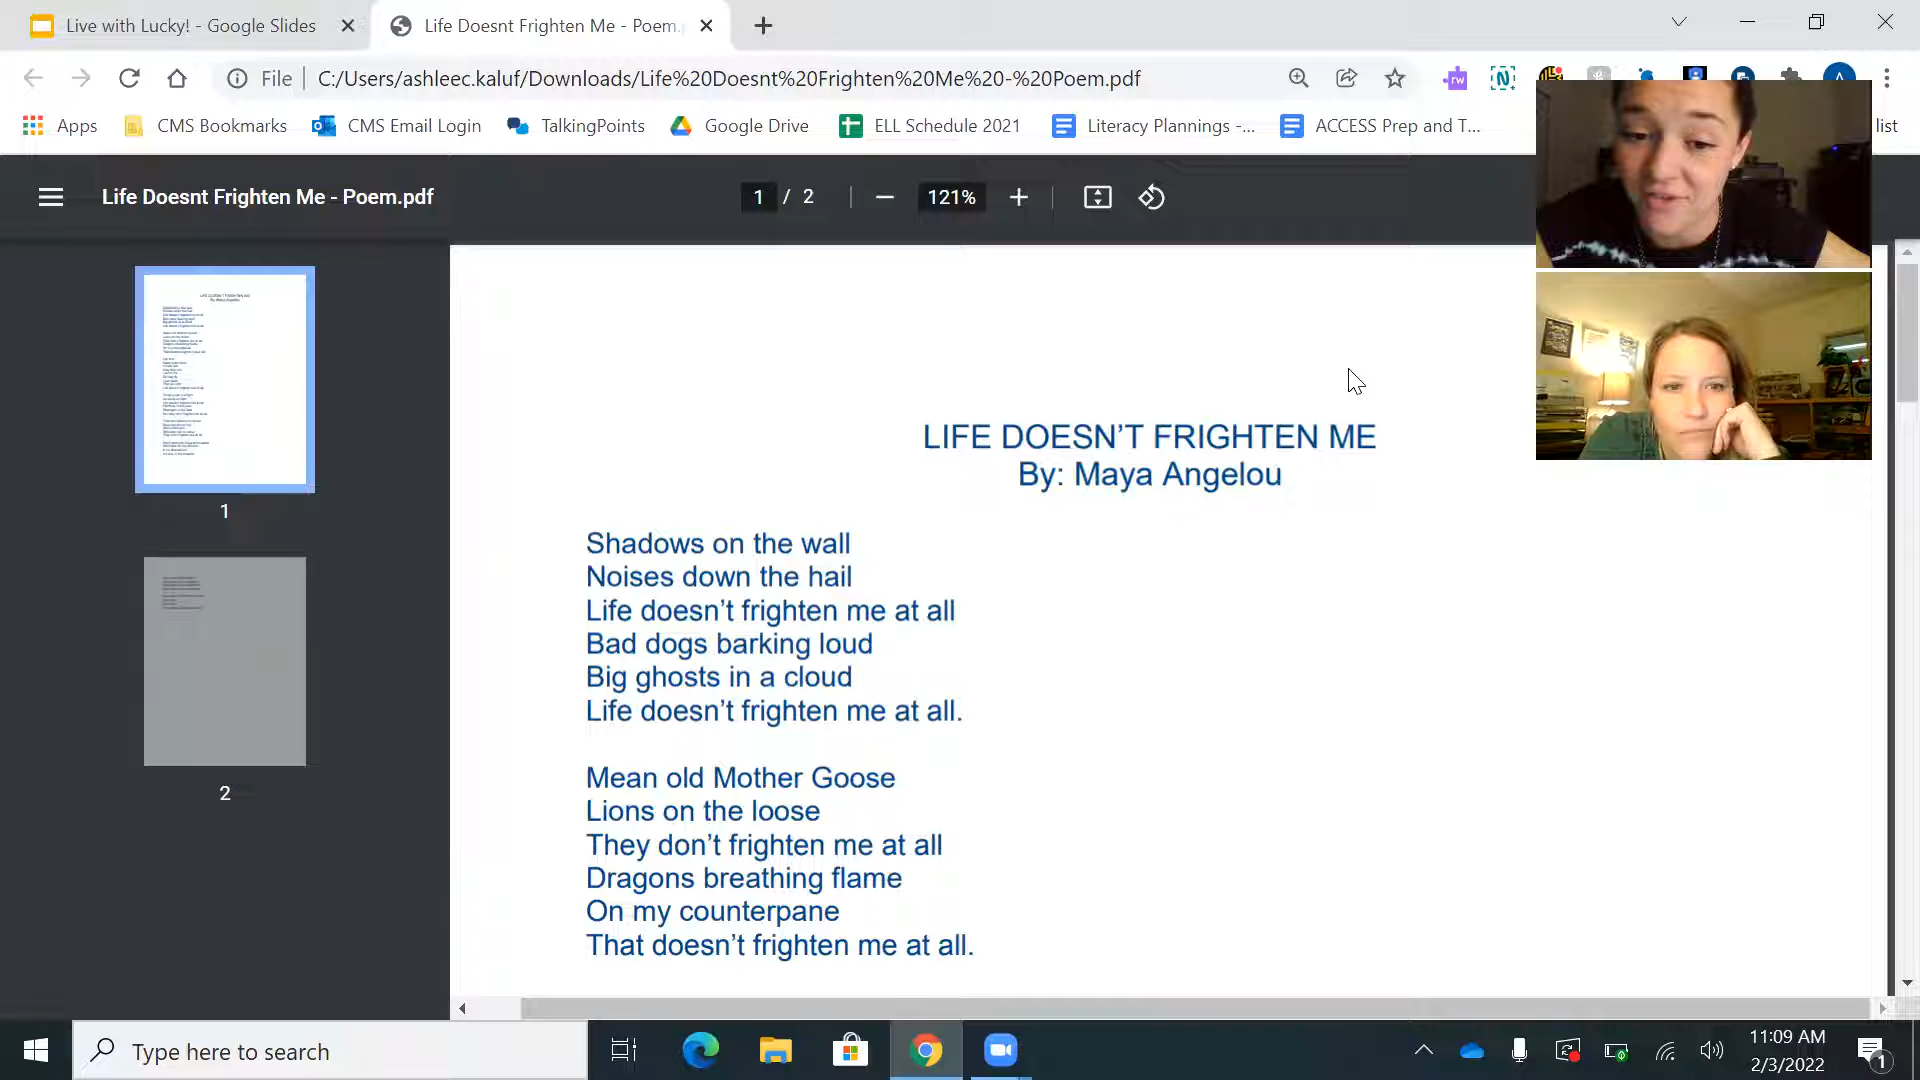 Live with Lucky! - Google Slides
Life Doesnt Frighten Me - Poem.
File
C:/Users/ashleec.kaluf/Downloads/Life%20Doesnt%20Frighten%20Me%20-%20Poem.pdf
Apps
CMS Bookmarks
CMS Email Login
TalkingPoints
Google Drive
ELL Schedule 2021
Literacy Plannings -...
ACCESS Prep and T...
list
Life Doesnt Frighten Me - Poem.pdf
1 / 2
121%
LIFE DOESN’T FRIGHTEN ME
By: Maya Angelou
Shadows on the wall
Noises down the hail
Life doesn’t frighten me at all
Bad dogs barking loud
Big ghosts in a cloud
Life doesn’t frighten me at all.
Mean old Mother Goose
Lions on the loose
They don’t frighten me at all
Dragons breathing flame
On my counterpane
That doesn’t frighten me at all.
1
2
Type here to search
11:09 AM
2/3/2022
1